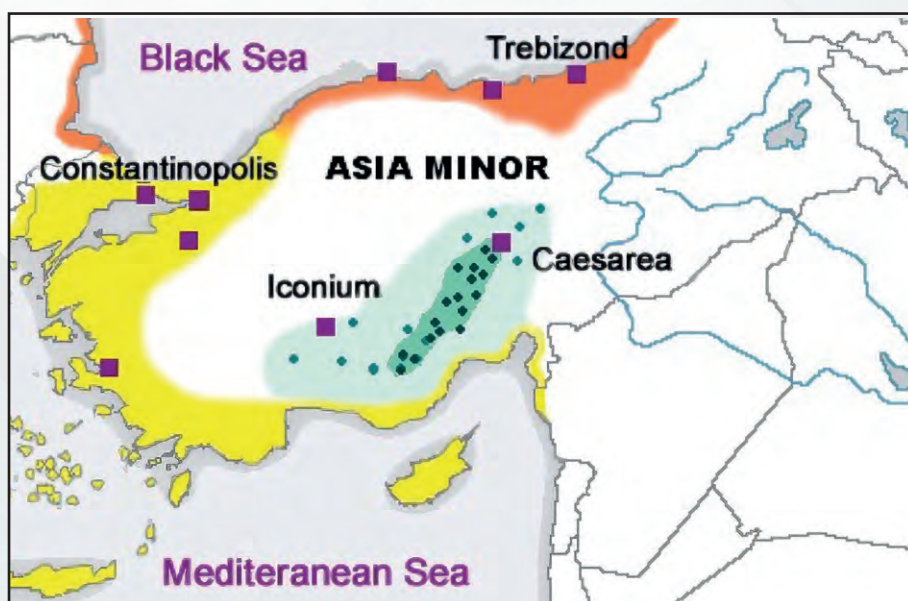 Black Sea
Trebizond
Constantinopolis
ASIA MINOR
Caesarea
Iconium
Mediteranean Sea